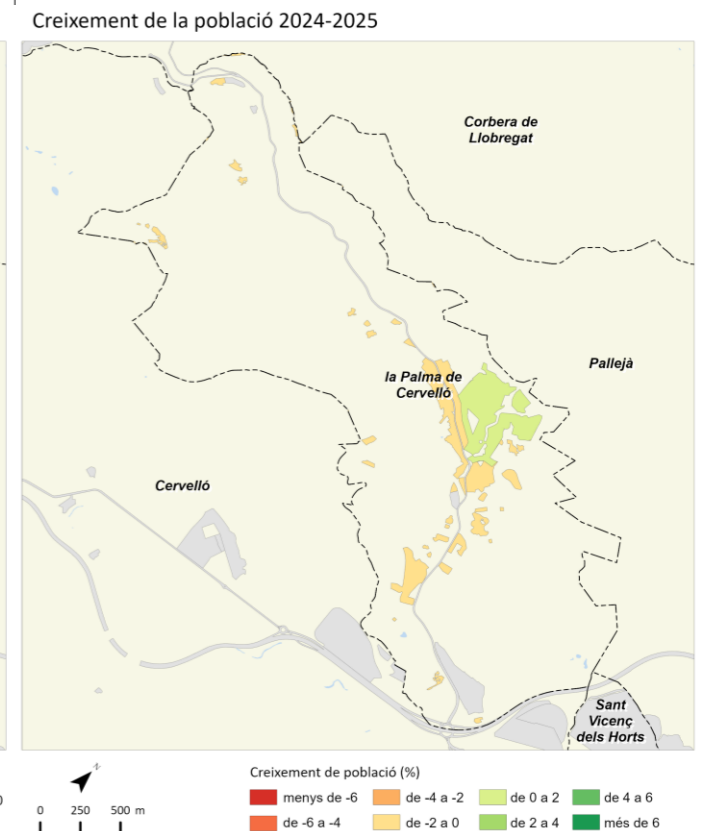 Creixement de la població 2024-2025
Corbera de
Llobregat
Pallejà
la Palma de
Cervelló
Cervelló
Sant
Vicenç
dels Horts
N
0 250 500 m
Creixement de població (%)
menys de -6
de -4 a -2
de 0 a 2
de 4 a 6
de -6 a -4
de -2 a 0
de 2 a 4
més de 6